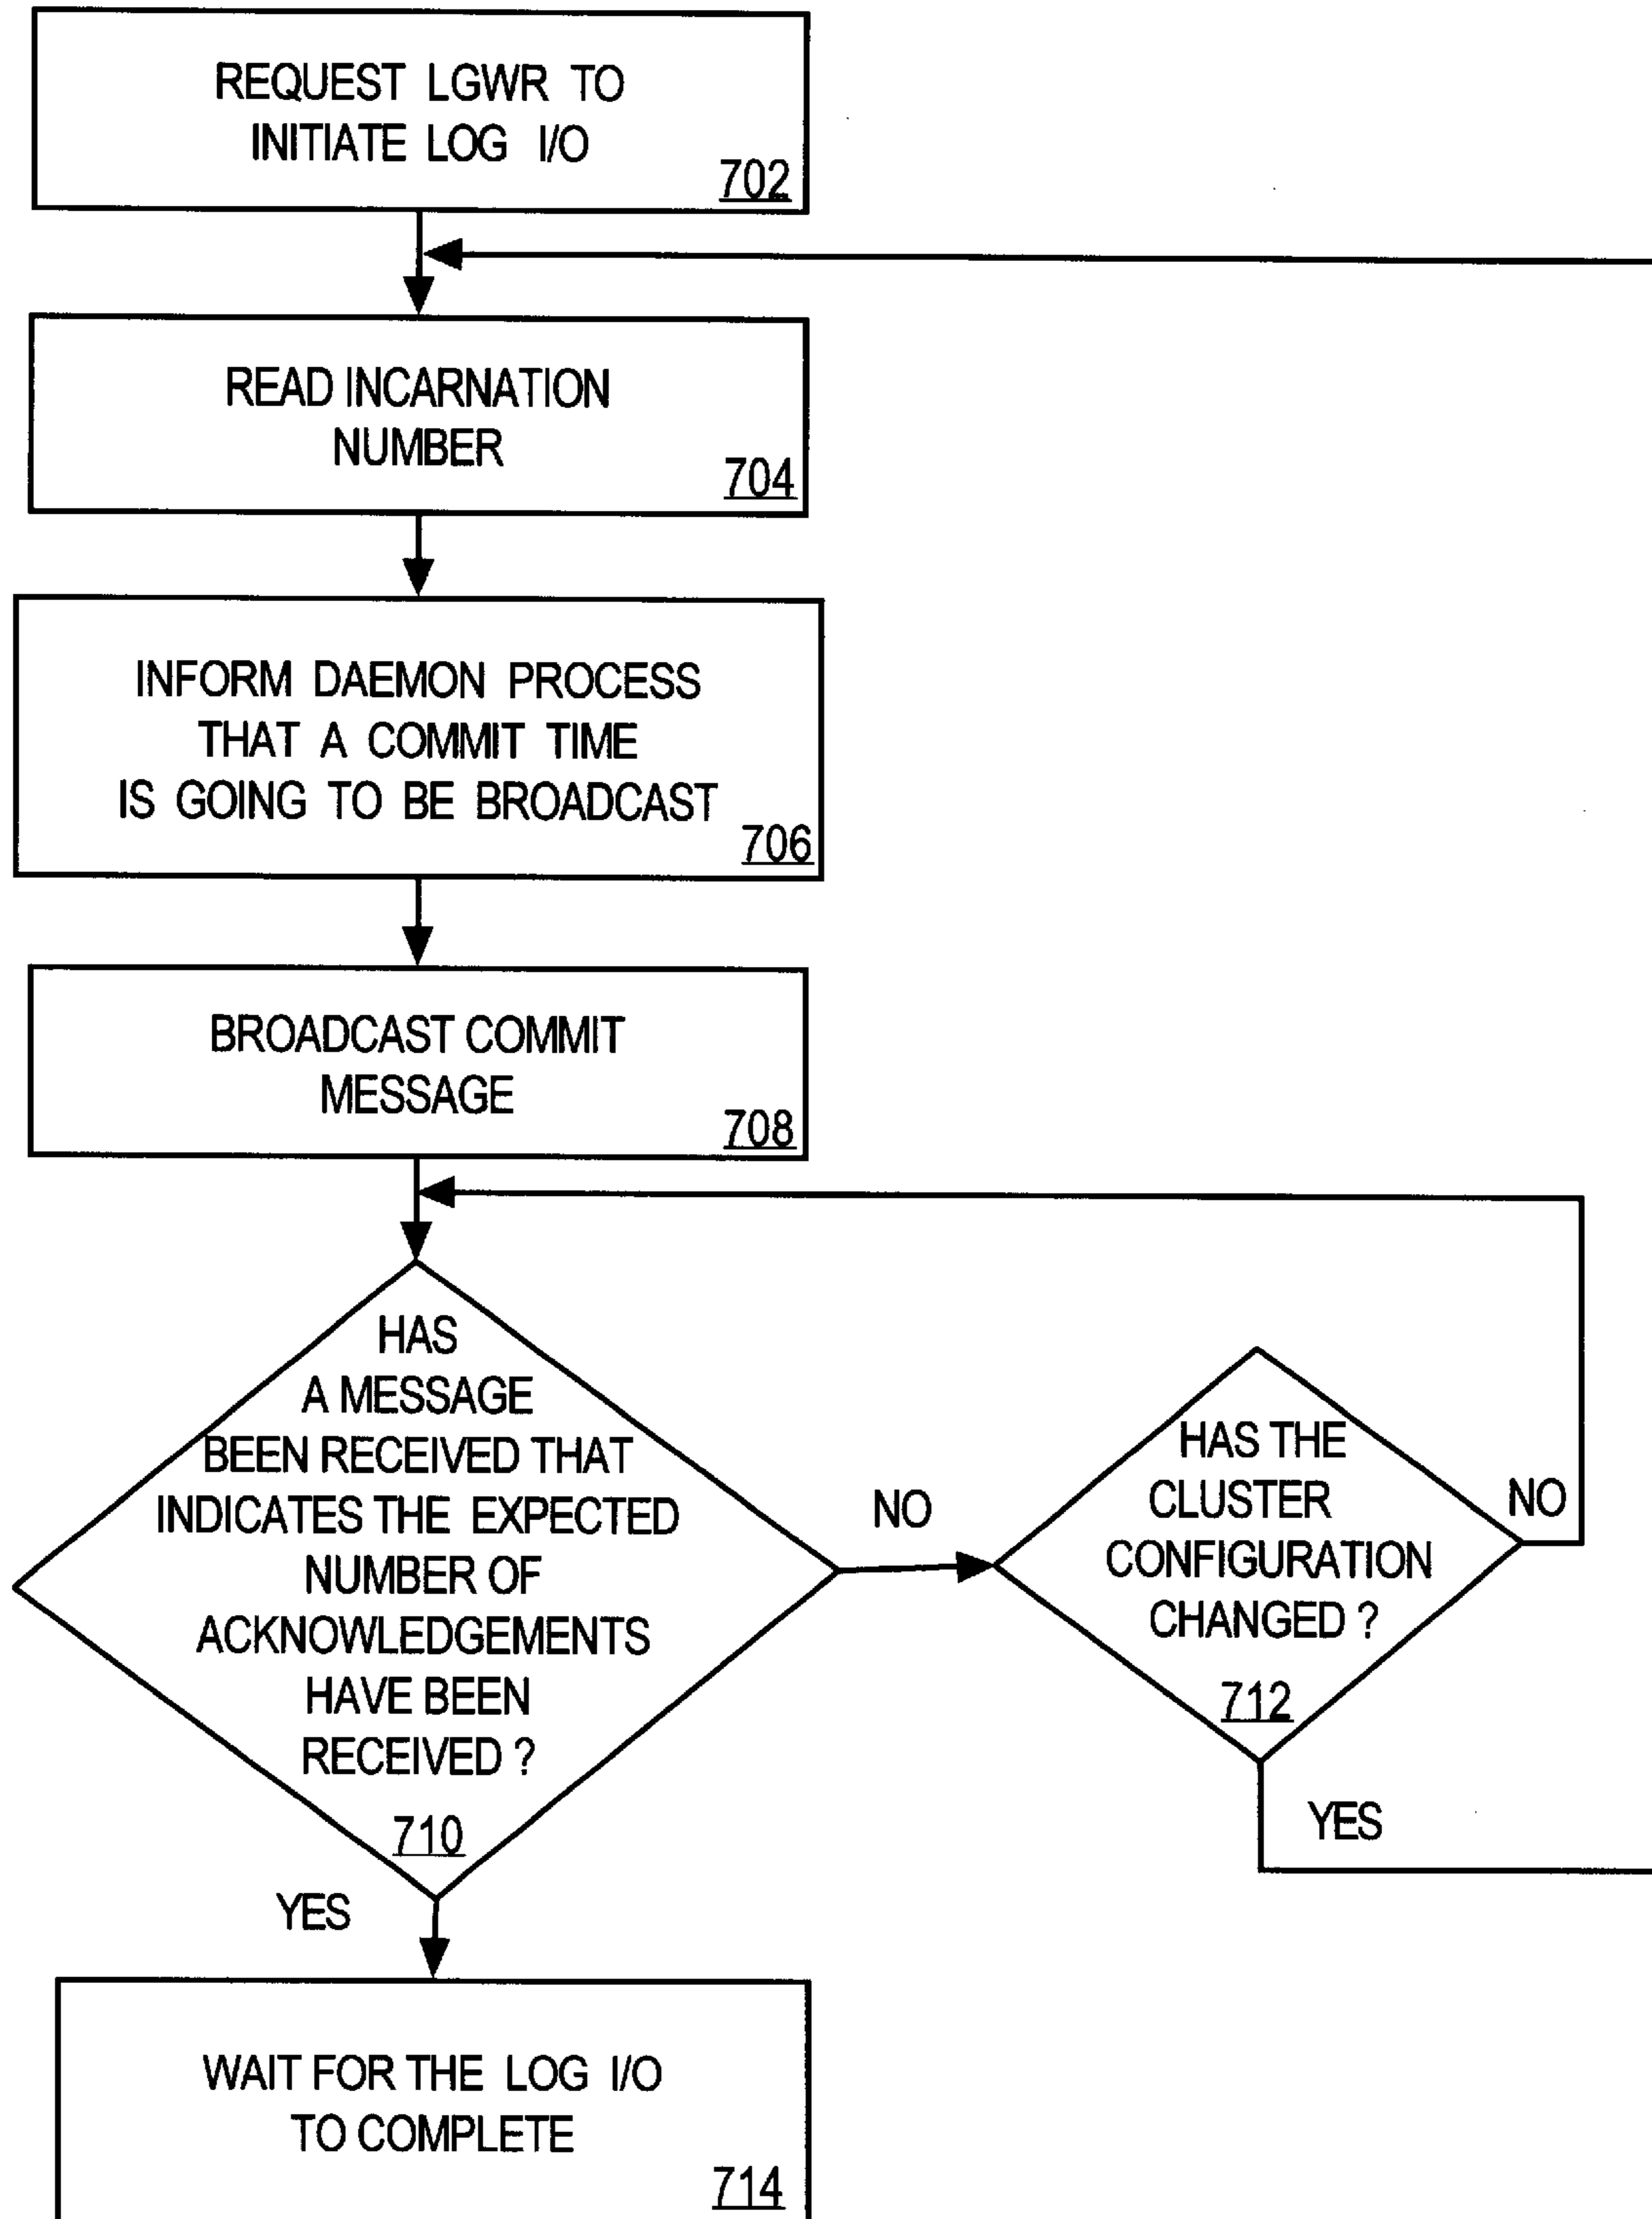 REQUEST LGWR TO
INITIATE LOG I/O
702
READ INCARNATION
NUMBER
704
INFORM DAEMON PROCESS
THAT A COMMIT TIME
IS GOING TO BE BROADCAST
706
BROADCAST COMMIT
MESSAGE
708
HAS
A MESSAGE
BEEN RECEIVED THAT
INDICATES THE EXPECTED
NUMBER OF
ACKNOWLEDGEMENTS
HAVE BEEN
RECEIVED ?
710
NO
HAS THE
CLUSTER
CONFIGURATION
CHANGED ?
712
NO
YES
YES
WAIT FOR THE LOG I/O
TO COMPLETE
714